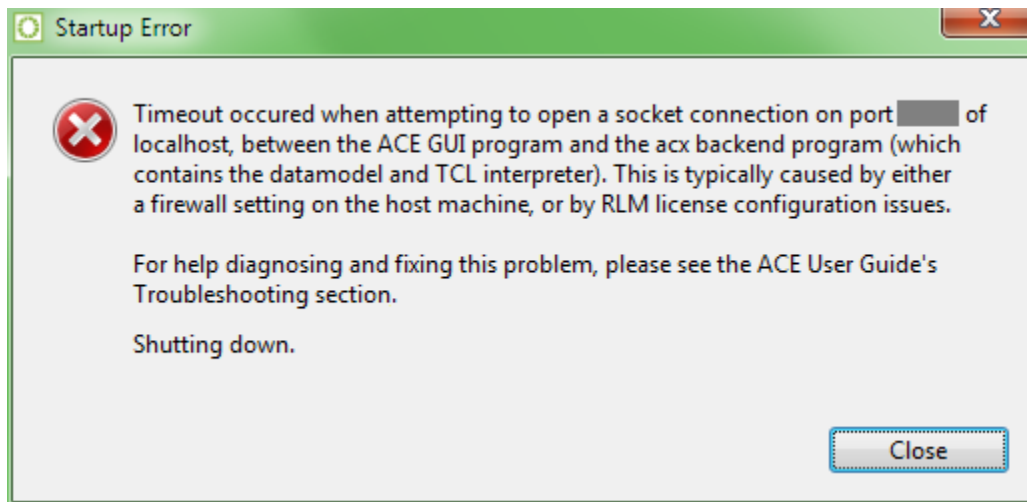 Startup Error
Timeout occured when attempting to open a socket connection on port of
localhost, between the ACE GUI program and the acx backend program (which
contains the datamodel and TCL interpreter). This is typically caused by either
a firewall setting on the host machine, or by RLM license configuration issues.
For help diagnosing and fixing this problem, please see the ACE User Guide's
Troubleshooting section.
Shutting down.
Close